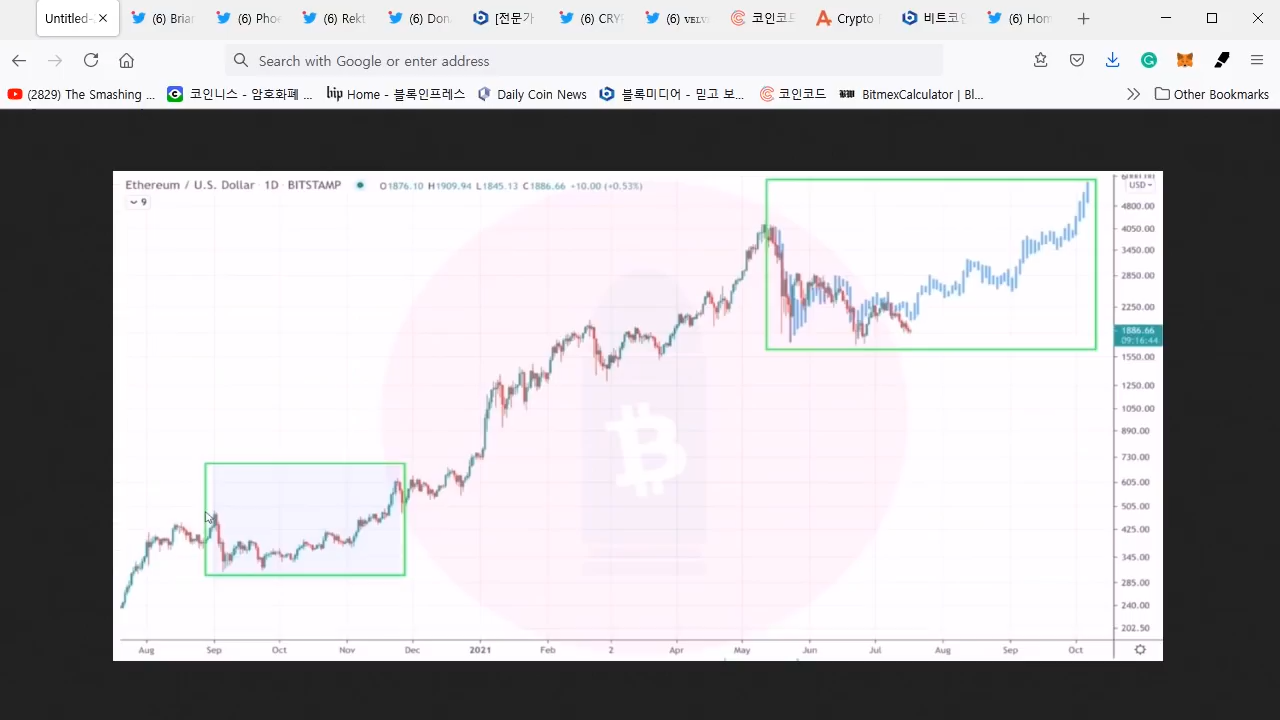 Untitled-
(6) Brian
(6) Phoe
(6) Rekt
(6) Don
[전문가
(6) CRY
(6) VELV
코인코드
Crypto
비트코인
(6) Hom
Search with Google or enter address
(2829) The Smashing ...
코인니스 - 암호화폐 ...
bip Home - 블록인프레스
Daily Coin News
블록미디어 - 믿고 보...
코인코드
BitmexCalculator | Bl...
Other Bookmarks
Ethereum / U.S. Dollar 1D BITSTAMP O1876.10 H1909.94 L1845.13 C1886.66 +10.00 (+0.53%)
9
USD
4800.00
4050.00
3450.00
2850.00
2250.00
1886.66
09:16:44
1550.00
1250.00
1050.00
890.00
730.00
605.00
505.00
425.00
345.00
285.00
240.00
202.50
Aug Sep Oct Nov Dec 2021 Feb 2 Apr May Jun Jul Aug Sep Oct